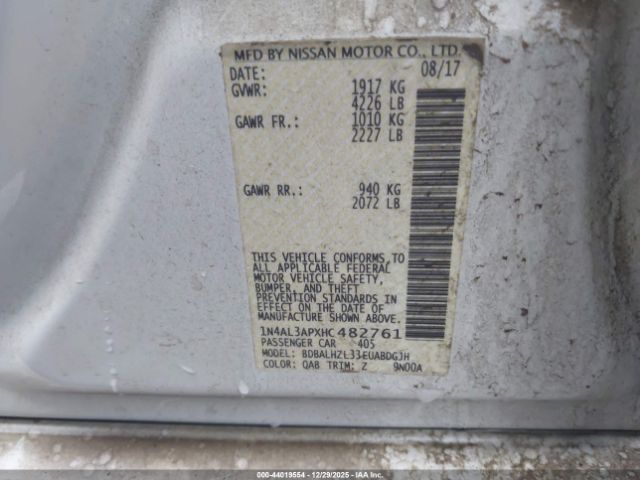 MFD BY NISSAN MOTOR CO., LTD.
DATE: 08/17
GVWR: 1917 KG
4226 LB
GAWR FR.: 1010 KG
2227 LB
GAWR RR.: 940 KG
2072 LB
THIS VEHICLE CONFORMS TO
ALL APPLICABLE FEDERAL
MOTOR VEHICLE SAFETY,
BUMPER, AND THEFT
PREVENTION STANDARDS IN
EFFECT ON THE DATE OF
MANUFACTURE SHOWN ABOVE.
1N4AL3APXHC482761
PASSENGER CAR 405
MODEL: BDBALHZL33EUABDGJH
COLOR: QAB TRIM: Z 9N00A
000-44019554 | 12/29/2025 - IAA Inc.